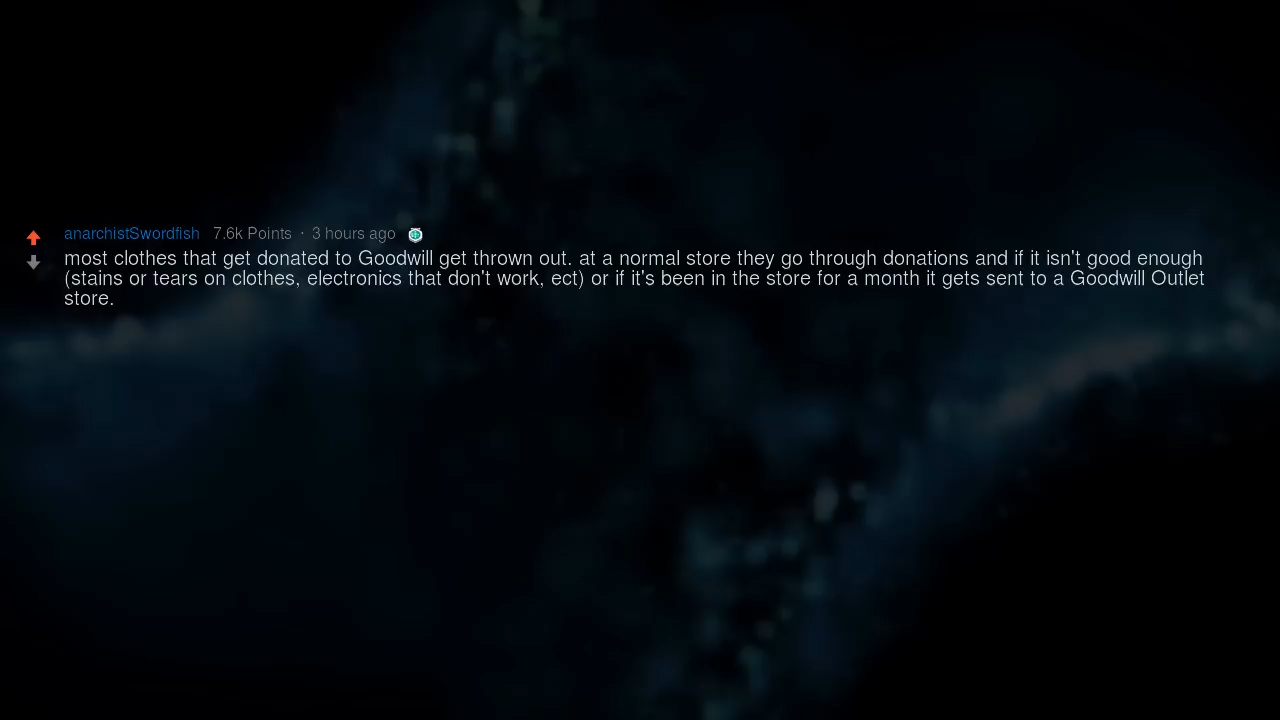 anarchistSwordfish 7.6k Points · 3 hours ago
most clothes that get donated to Goodwill get thrown out. at a normal store they go through donations and if it isn't good enough
(stains or tears on clothes, electronics that don't work, ect) or if it's been in the store for a month it gets sent to a Goodwill Outlet
store.